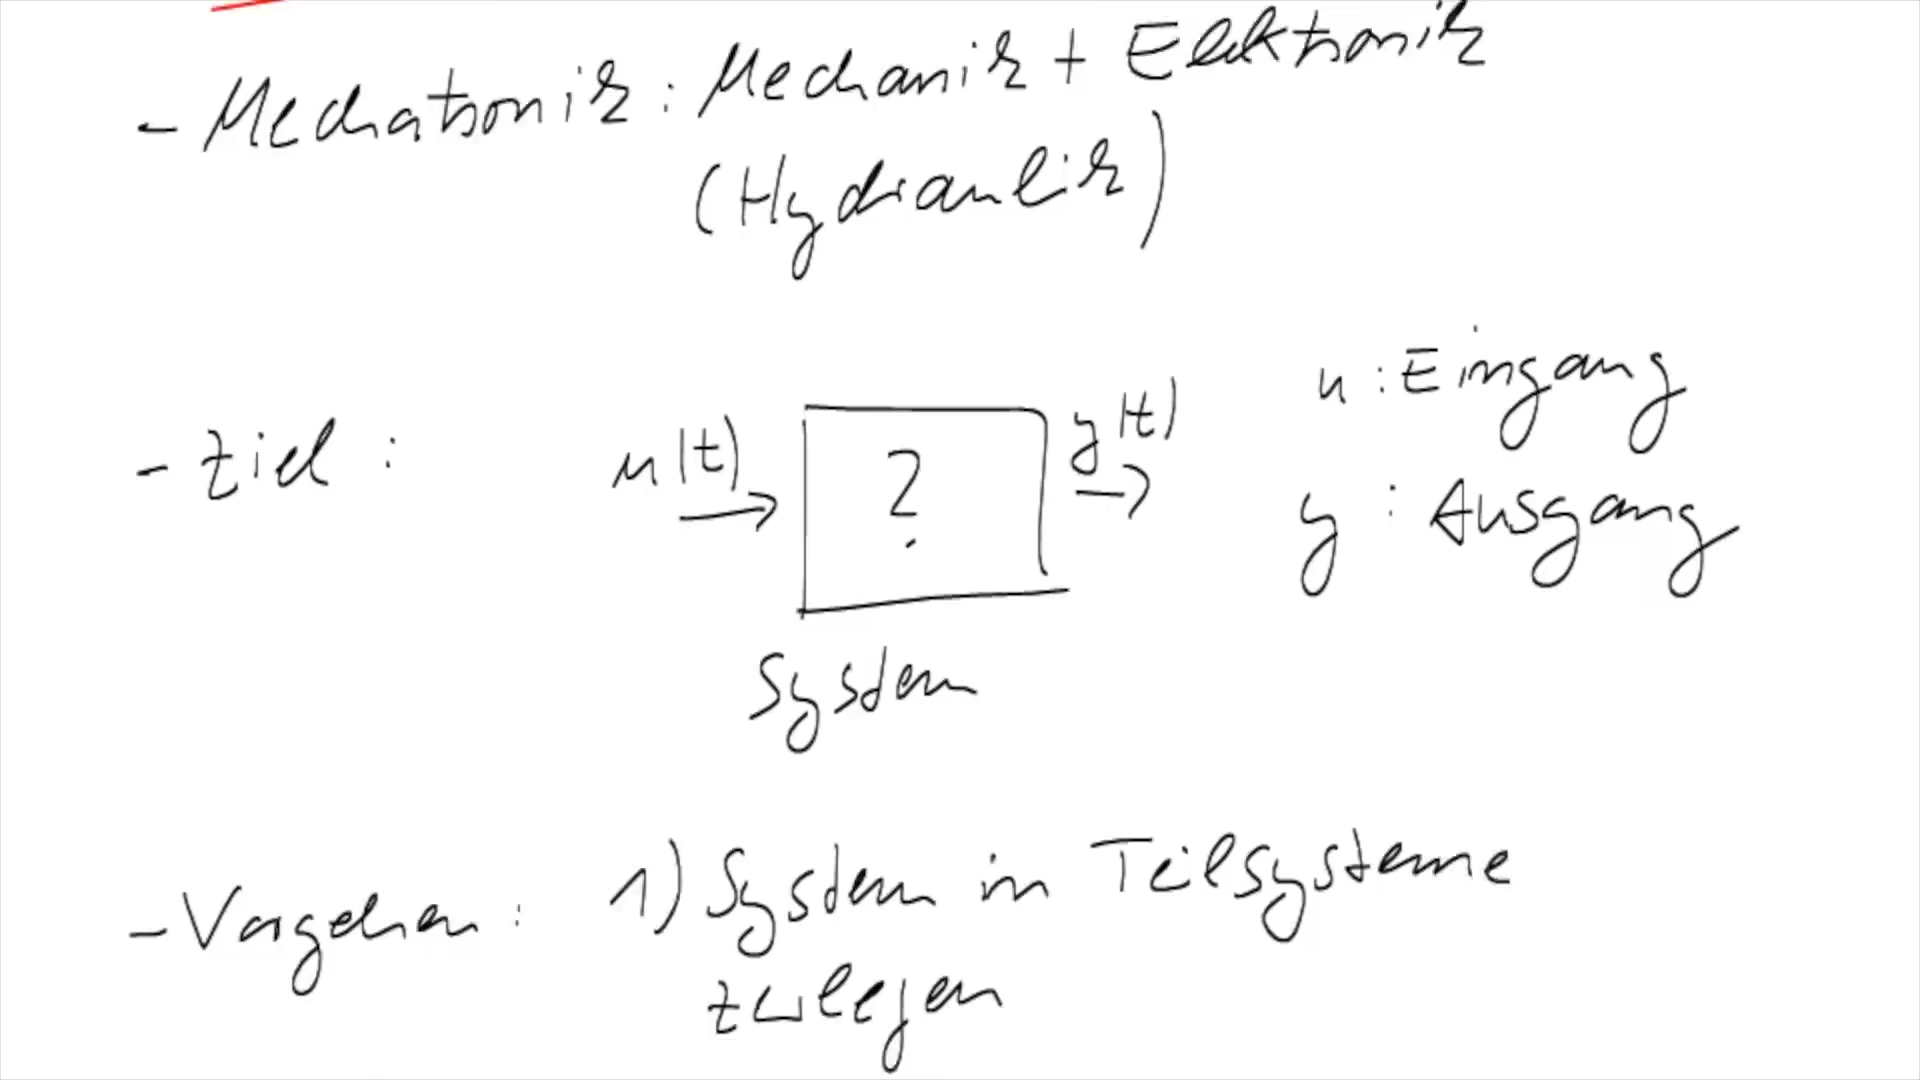 - Mechatronik: Mechanik + Elektronik
(Hydraulik)
- Ziel: u(t) ? y(t) u: Eingang
y: Ausgang
System
- Vorgehen: 1) System in Teilsysteme
zerlegen